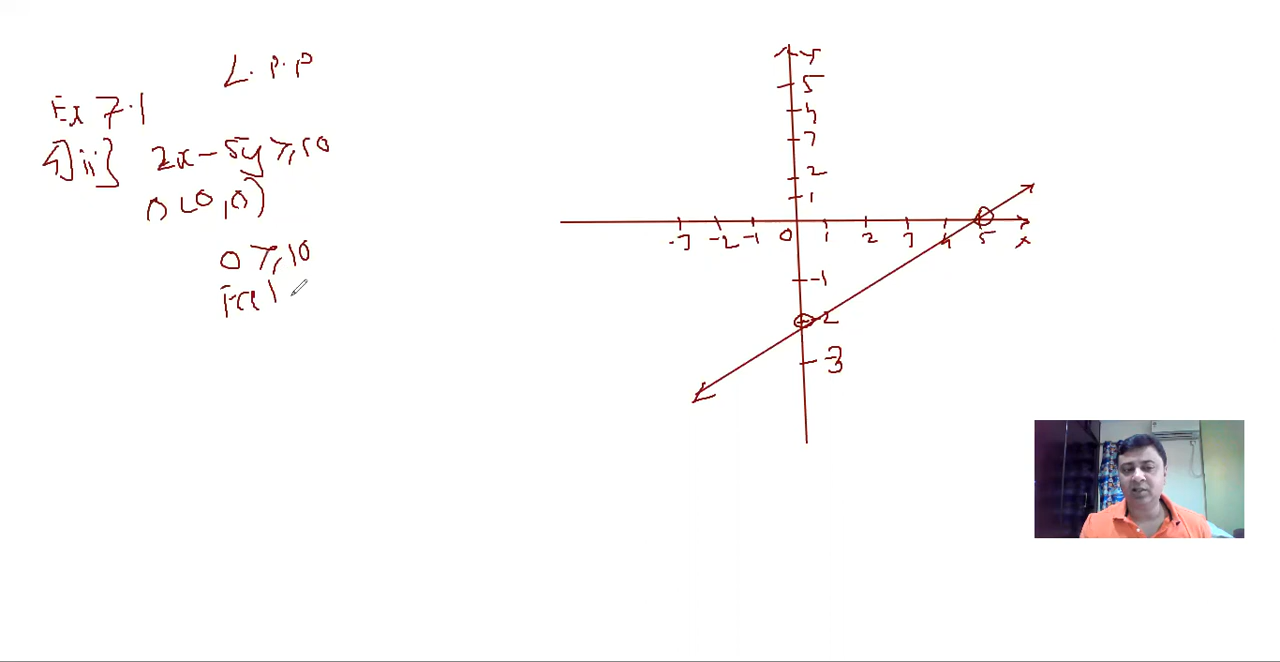 L.P.P
Ex 7.1
4] ii} 2x - 5y ≥ 10
O (0,0)
0 ≥ 10
Y
5
4
3
2
1
-3 -2 -1 0 1 2 3 4 5 x
-1
-2
-3